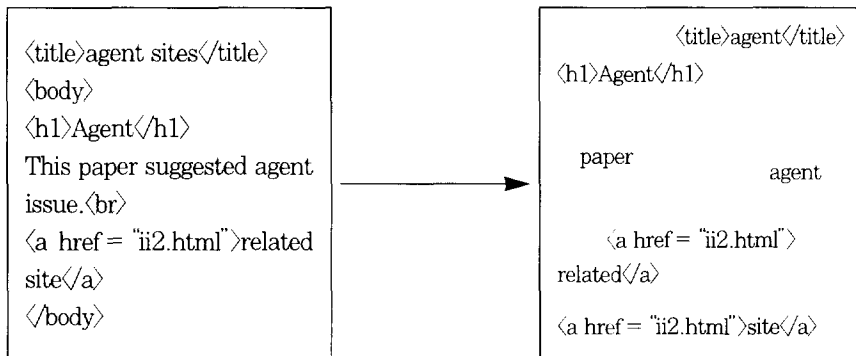 〈title〉agent sites〈/title〉
〈body〉
〈h1〉Agent〈/h1〉
This paper suggested agent
issue.〈br〉
〈a href = "ii2.html"〉related
site〈/a〉
〈/body〉
〈title〉agent〈/title〉
〈h1〉Agent〈/h1〉
paper
agent
〈a href = "ii2.html"〉
related〈/a〉
〈a href = "ii2.html"〉site〈/a〉